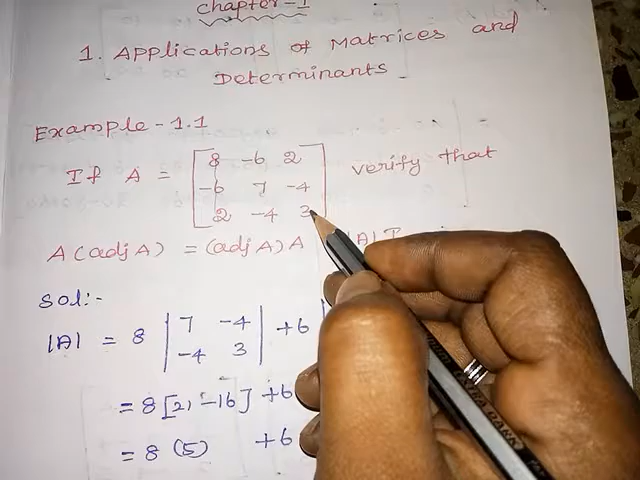 chapter-1
1. Applications of Matrices and
Determinants
Example-1.1
If A = [8 -6 2 verify that
-6 7 -4
2 -4 3]
A(adj A) = (adj A) A |A| I
Sol:-
|A| = 8 |7 -4 +6
-4 3|
= 8 [21 -16] +6
= 8 (5) +6